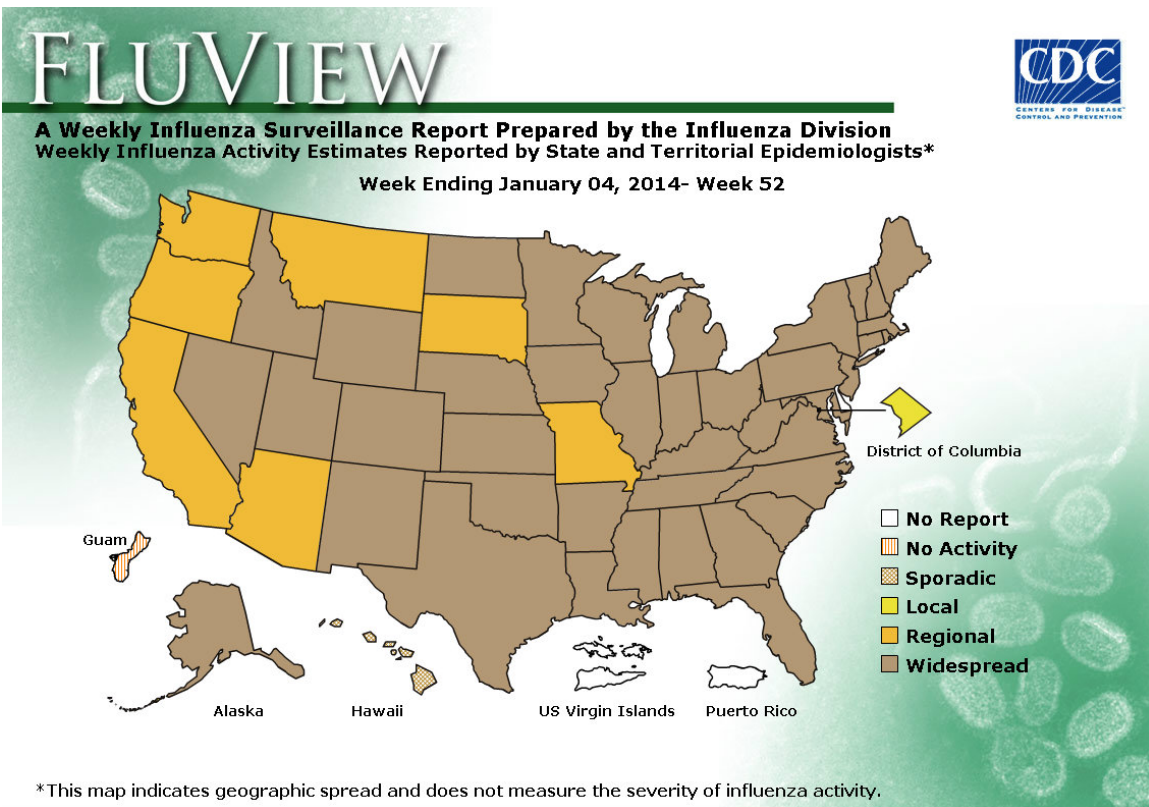 FLUVIEW
CDC
CENTERS FOR DISEASE™
CONTROL AND PREVENTION
A Weekly Influenza Surveillance Report Prepared by the Influenza Division
Weekly Influenza Activity Estimates Reported by State and Territorial Epidemiologists*
Week Ending January 04, 2014- Week 52
District of Columbia
No Report
Guam
No Activity
Sporadic
Local
Regional
Widespread
Alaska
Hawaii
US Virgin Islands
Puerto Rico
*This map indicates geographic spread and does not measure the severity of influenza activity.